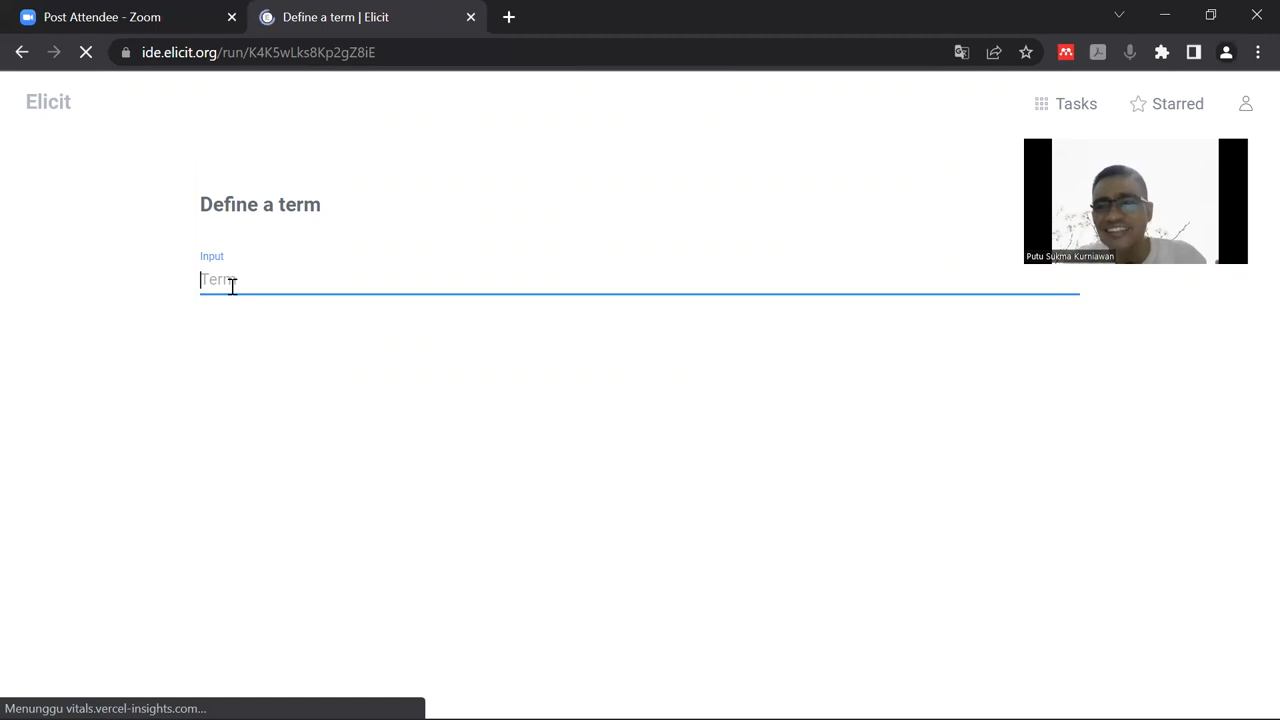 Post Attendee - Zoom
Define a term | Elicit
ide.elicit.org/run/K4K5wLks8Kp2gZ8iE
Elicit
Tasks
Starred
Define a term
Input
Term
Putu Sukma Kurniawan
Menunggu vitals.vercel-insights.com...